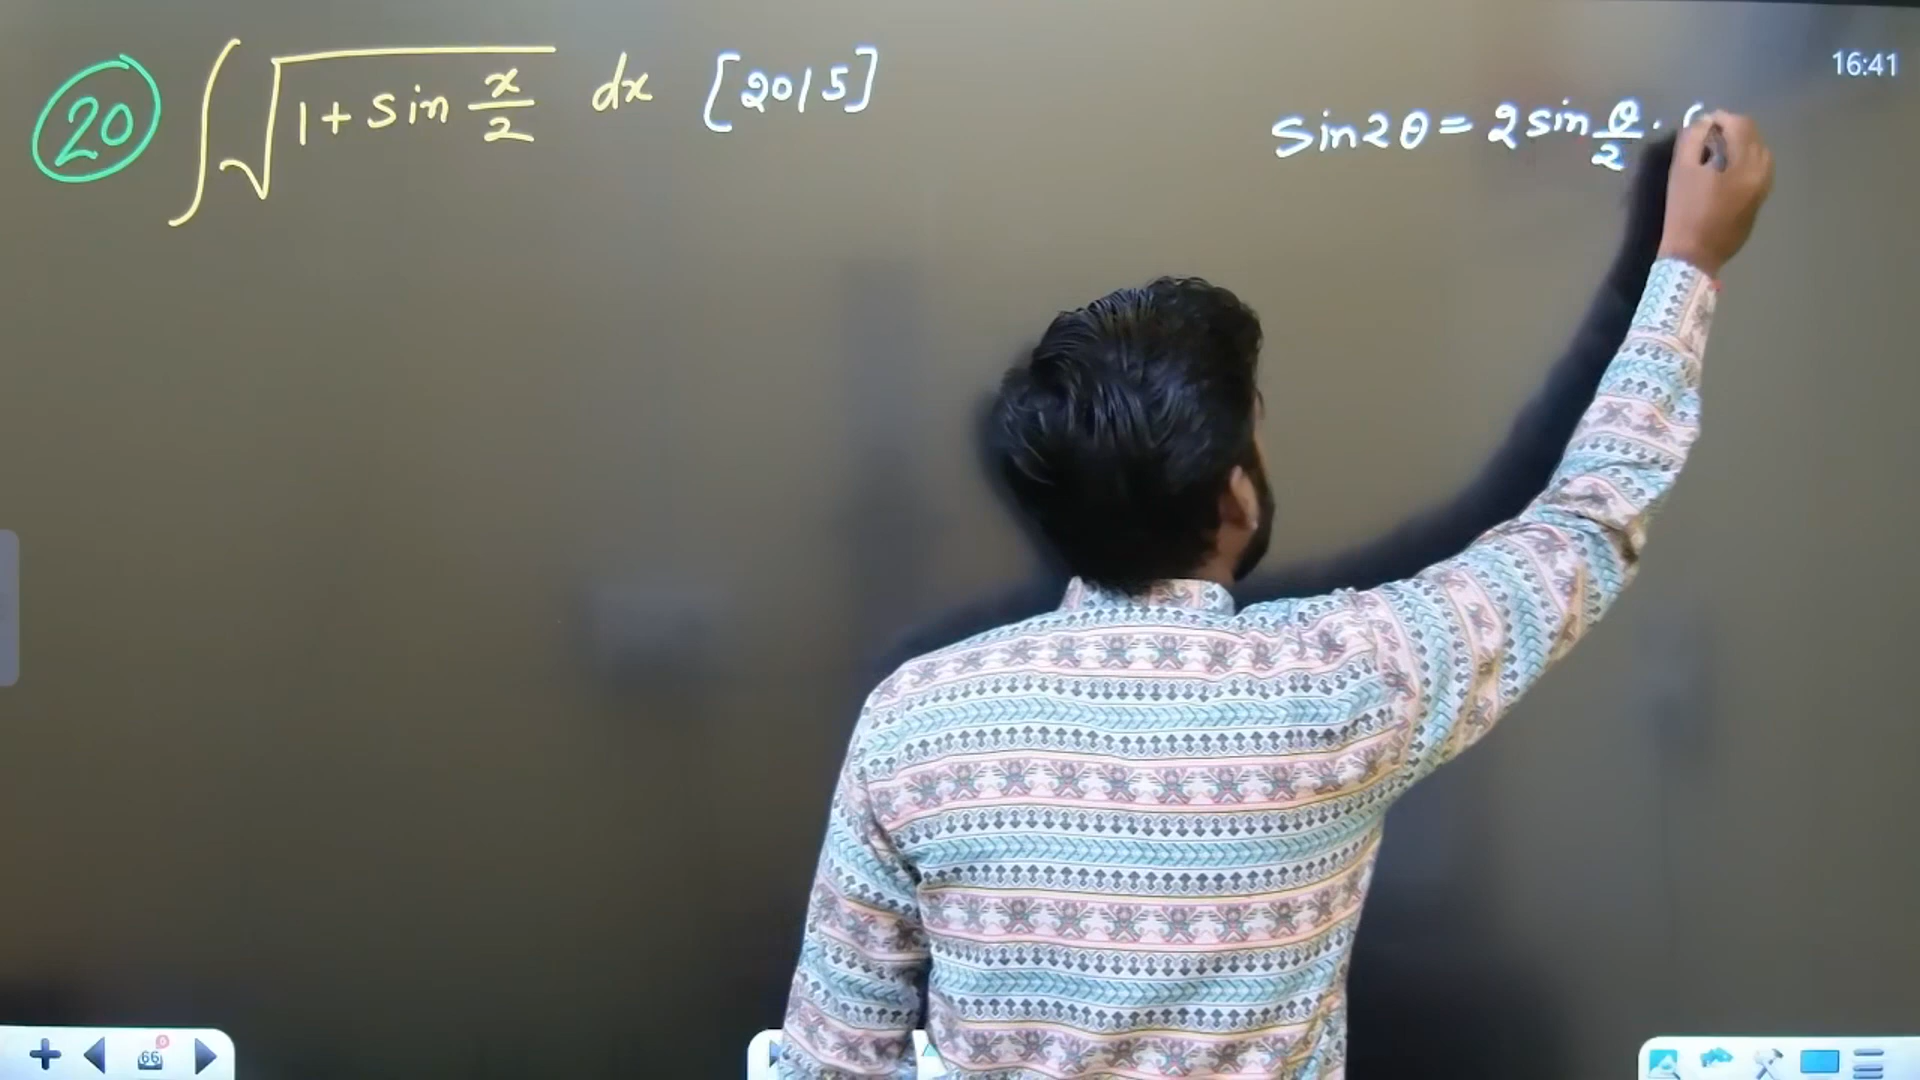 20 ∫ √(1 + sin x/2) dx [2015]
16:41
sin2θ = 2 sin θ/2 ·
66